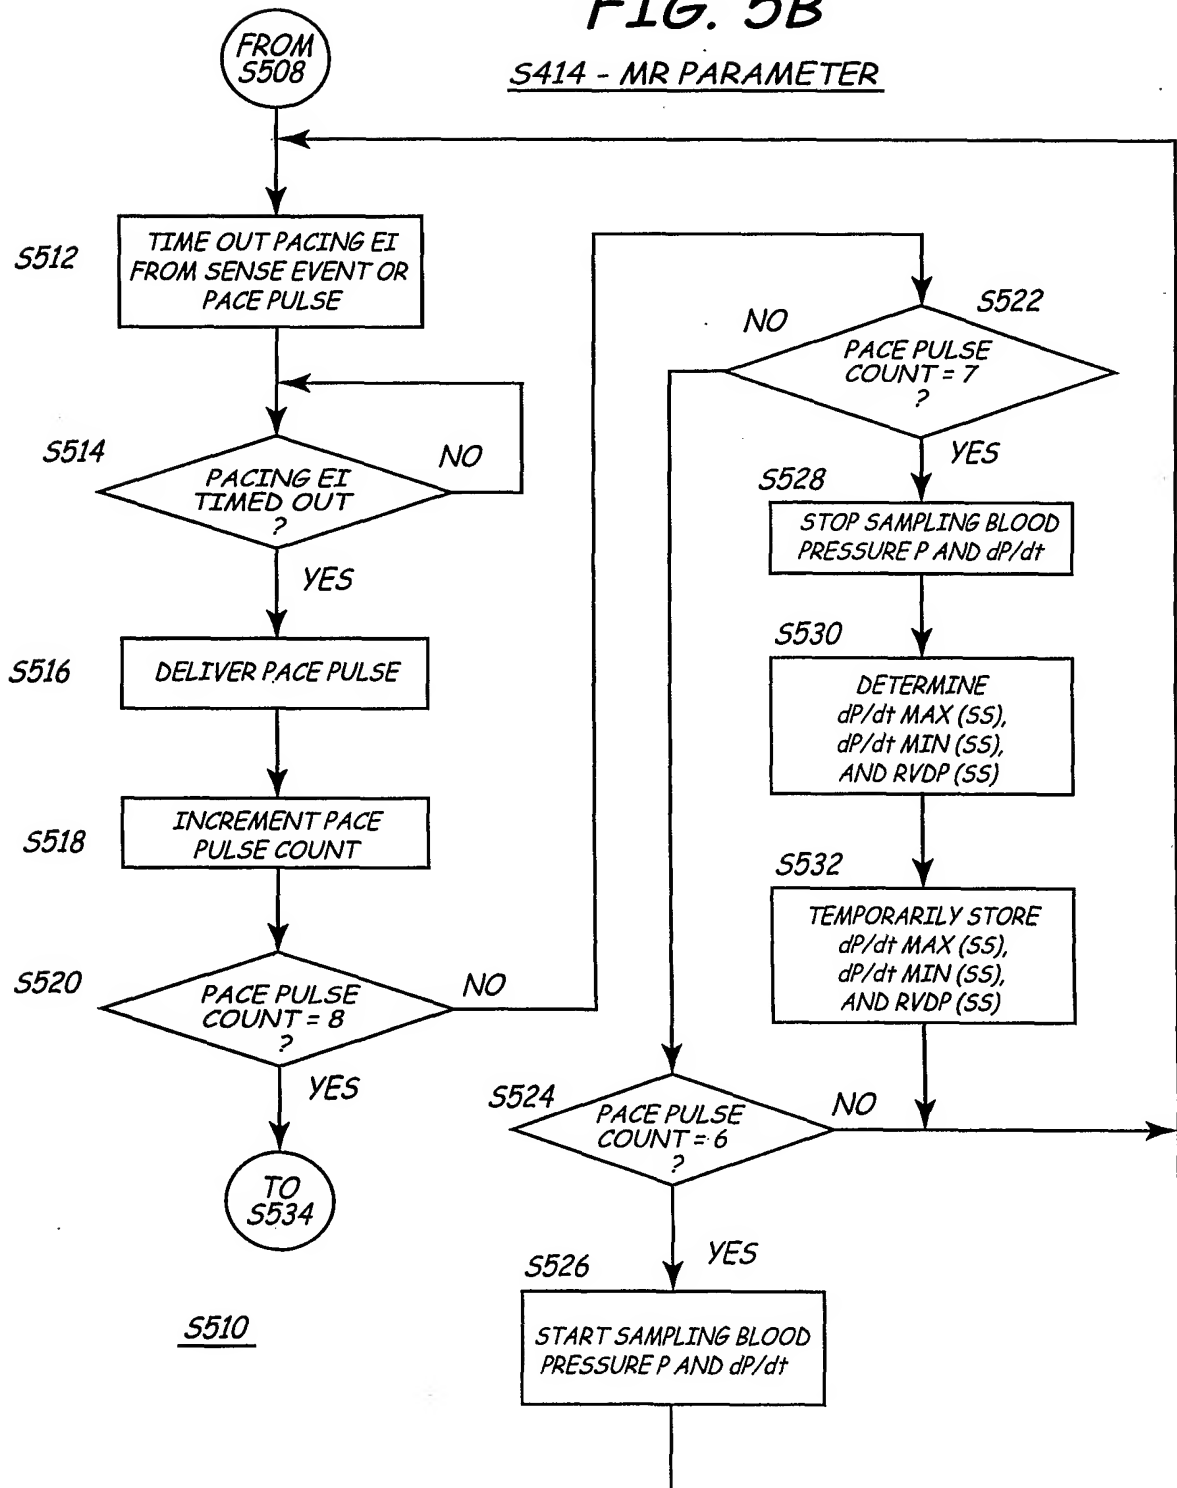 FIG. 5B
S414 - MR PARAMETER
FROM
S508
S512
TIME OUT PACING EI
FROM SENSE EVENT OR
PACE PULSE
S514
PACING EI
TIMED OUT
?
NO
YES
S516
DELIVER PACE PULSE
S518
INCREMENT PACE
PULSE COUNT
S520
PACE PULSE
COUNT = 8
?
NO
YES
TO
S534
S510
S522
NO
PACE PULSE
COUNT = 7
?
YES
S528
STOP SAMPLING BLOOD
PRESSURE P AND dP/dt
S530
DETERMINE
dP/dt MAX (SS),
dP/dt MIN (SS),
AND RVDP (SS)
S532
TEMPORARILY STORE
dP/dt MAX (SS),
dP/dt MIN (SS),
AND RVDP (SS)
S524
PACE PULSE
COUNT = 6
?
NO
YES
S526
START SAMPLING BLOOD
PRESSURE P AND dP/dt